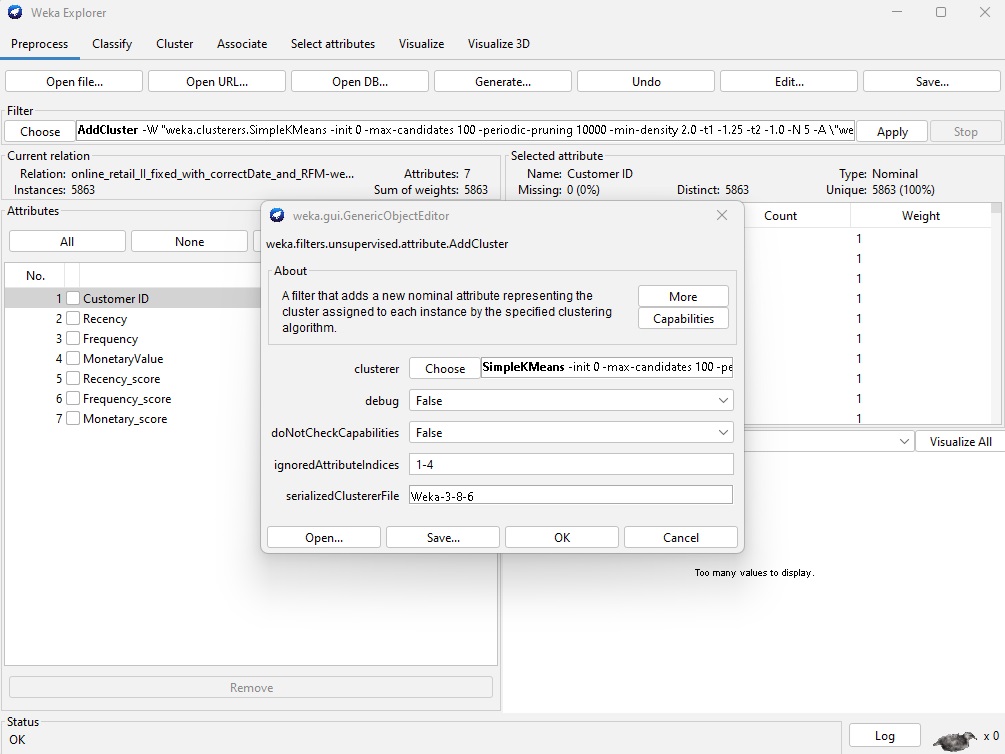 Weka Explorer
Preprocess Classify Cluster Associate Select attributes Visualize Visualize 3D
Open file... Open URL... Open DB... Generate... Undo Edit... Save...
Filter
Choose AddCluster -W "weka.clusterers.SimpleKMeans -init 0 -max-candidates 100 -periodic-pruning 10000 -min-density 2.0 -t1 -1.25 -t2 -1.0 -N 5 -A \"we Apply Stop
Current relation
Relation: online_retail_II_fixed_with_correctDate_and_RFM-we... Attributes: 7
Instances: 5863 Sum of weights: 5863
Selected attribute
Name: Customer ID Type: Nominal
Missing: 0 (0%) Distinct: 5863 Unique: 5863 (100%)
Attributes
All None
No.
1 Customer ID
2 Recency
3 Frequency
4 MonetaryValue
5 Recency_score
6 Frequency_score
7 Monetary_score
Remove
weka.gui.GenericObjectEditor
weka.filters.unsupervised.attribute.AddCluster
About
A filter that adds a new nominal attribute representing the
cluster assigned to each instance by the specified clustering
algorithm.
More
Capabilities
clusterer Choose SimpleKMeans -init 0 -max-candidates 100 -pe
debug False
doNotCheckCapabilities False
ignoredAttributeIndices 1-4
serializedClustererFile Weka-3-8-6
Open... Save... OK Cancel
Count Weight
1
1
1
1
1
1
1
1
1
1
Visualize All
Too many values to display.
Status
OK
Log x 0